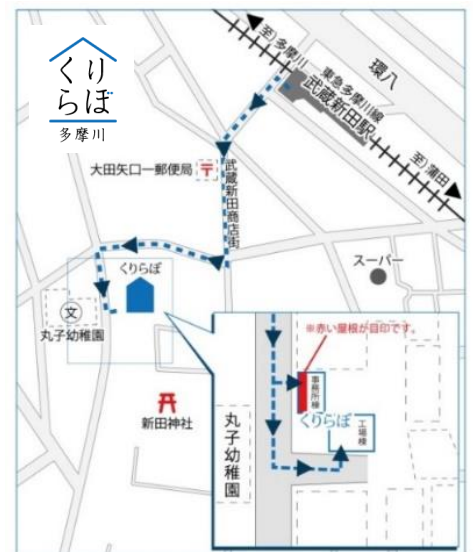 くり
らぼ
多摩川
至)多摩川
東急多摩川線
武蔵新田駅
環八
至)蒲田
大田矢口一郵便局
〒
武蔵新田商店街
くりらぼ
スーパー
文
丸子幼稚園
新田神社
※赤い屋根が目印です。
事務所棟
くりらぼ
工場棟
丸子幼稚園